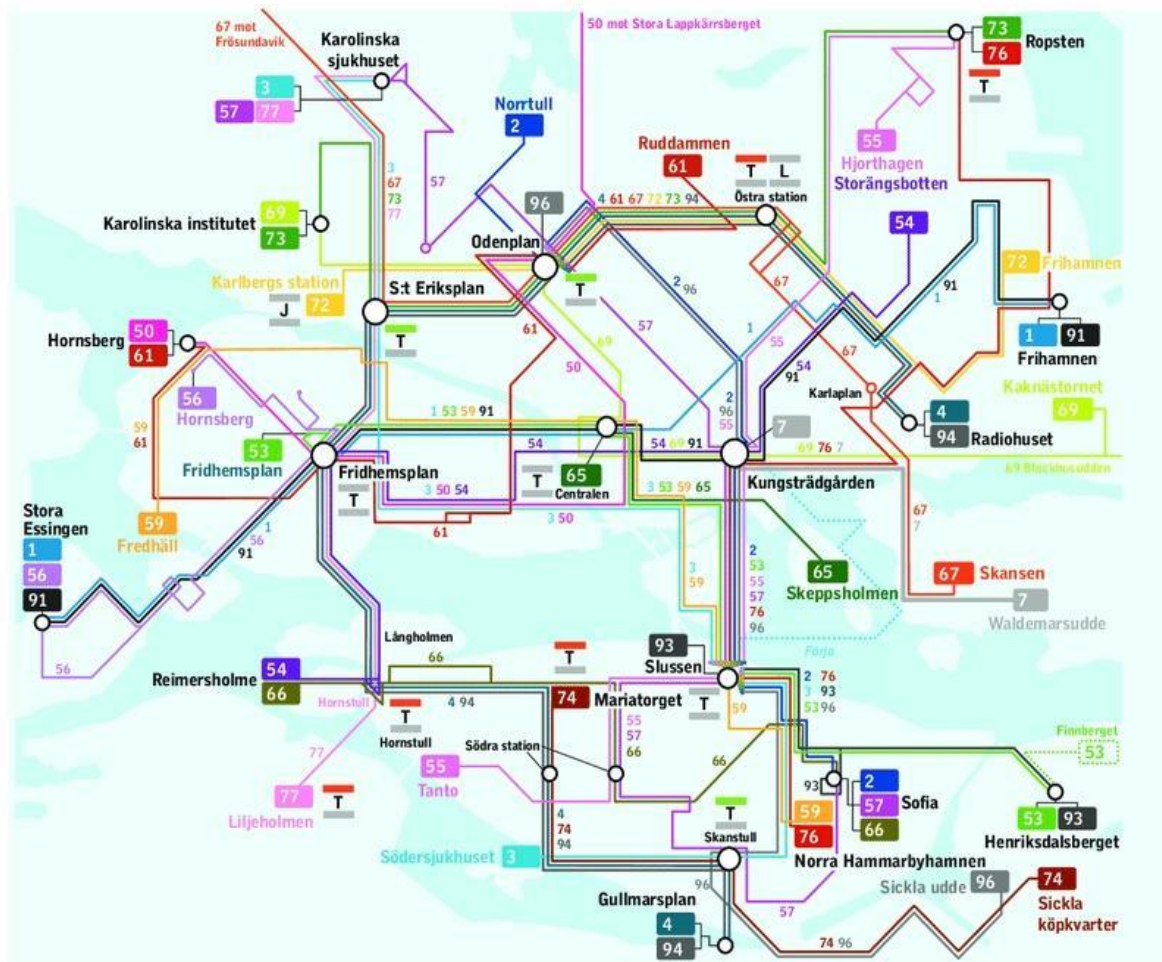 67 mot
Frösundavik
50 mot Stora Lappkärrsberget
Karolinska
sjukhuset
3
57 77
73
76
Ropsten
T
Norrtull
2
57
Ruddammen
61
T L
Östra station
55
Hjorthagen
Storängsbotten
3
67
73
77
Karolinska institutet
69
73
96
Odenplan
4 61 67 72 73 94
54
72 Frihamnen
Karlbergs station
J
72
S:t Eriksplan
T
T
2 96
67
1
91
57
1
55
Hornsberg
50
61
61
69
50
67
54
91
1 91
Frihamnen
Karlaplan
Kaknästornet
69
56
Hornsberg
2
96
55
7
4
94
Radiohuset
59
61
53
Fridhemsplan
1 53 59 91
54
54 69 91
69 76 7
69 Blockhusudden
Fridhemsplan
T
T
65
Centralen
Kungsträdgården
3 50 54
3 53 59 65
3 50
61
Stora
Essingen
1
56
91
59
Fredhäll
1
56
91
67
7
3
59
2
53
55
57
76
96
65
Skeppsholmen
67 Skansen
7
Waldemarsudde
Färja
56
Långholmen
66
T
93
Slussen
Reimersholme
54
66
Hornstull
T
Hornstull
4 94
74
Mariatorget
T
59
2 76
3 93
53 96
55
57
66
Södra station
66
Finnberget
53
77
77
Liljeholmen
T
55
Tanto
T
Skanstull
93
2
57
66
Sofia
59
76
Norra Hammarbyhamnen
53 93
Henriksdalsberget
4
74
94
Södersjukhuset 3
96
Sickla udde 96
74
Sickla
köpkvarter
Gullmarsplan
4
94
57
74 96